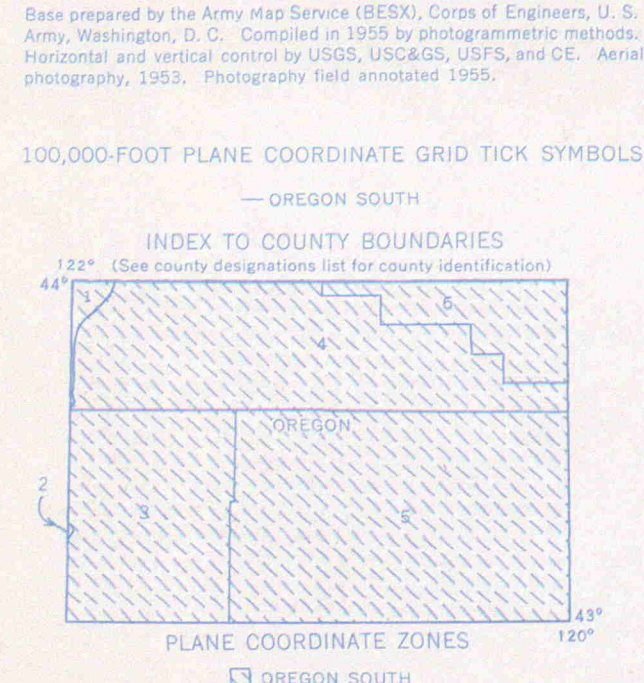 Base prepared by the Army Map Service (BESX), Corps of Engineers, U. S.
Army, Washington, D. C. Compiled in 1955 by photogrammetric methods.
Horizontal and vertical control by USGS, USC&GS, USFS, and CE. Aerial
photography, 1953. Photography field annotated 1955.
100,000-FOOT PLANE COORDINATE GRID TICK SYMBOLS
— OREGON SOUTH
INDEX TO COUNTY BOUNDARIES
122° (See county designations list for county identification)
44°
1
6
4
OREGON
2
3
5
43°
120°
PLANE COORDINATE ZONES
OREGON SOUTH